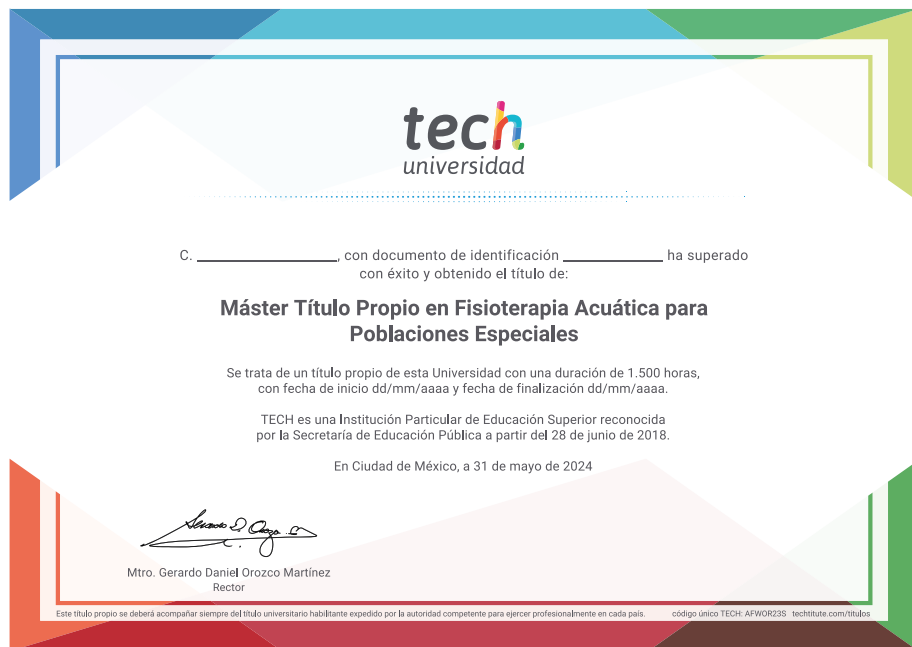 tech
universidad
C. ____________________, con documento de identificación ______________ ha superado
con éxito y obtenido el título de:
Máster Título Propio en Fisioterapia Acuática para
Poblaciones Especiales
Se trata de un título propio de esta Universidad con una duración de 1.500 horas,
con fecha de inicio dd/mm/aaaa y fecha de finalización dd/mm/aaaa.
TECH es una Institución Particular de Educación Superior reconocida
por la Secretaría de Educación Pública a partir del 28 de junio de 2018.
En Ciudad de México, a 31 de mayo de 2024
Mtro. Gerardo Daniel Orozco Martínez
Rector
Este título propio se deberá acompañar siempre del título universitario habilitante expedido por la autoridad competente para ejercer profesionalmente en cada país. código único TECH: AFWOR23S techtitute.com/titulos